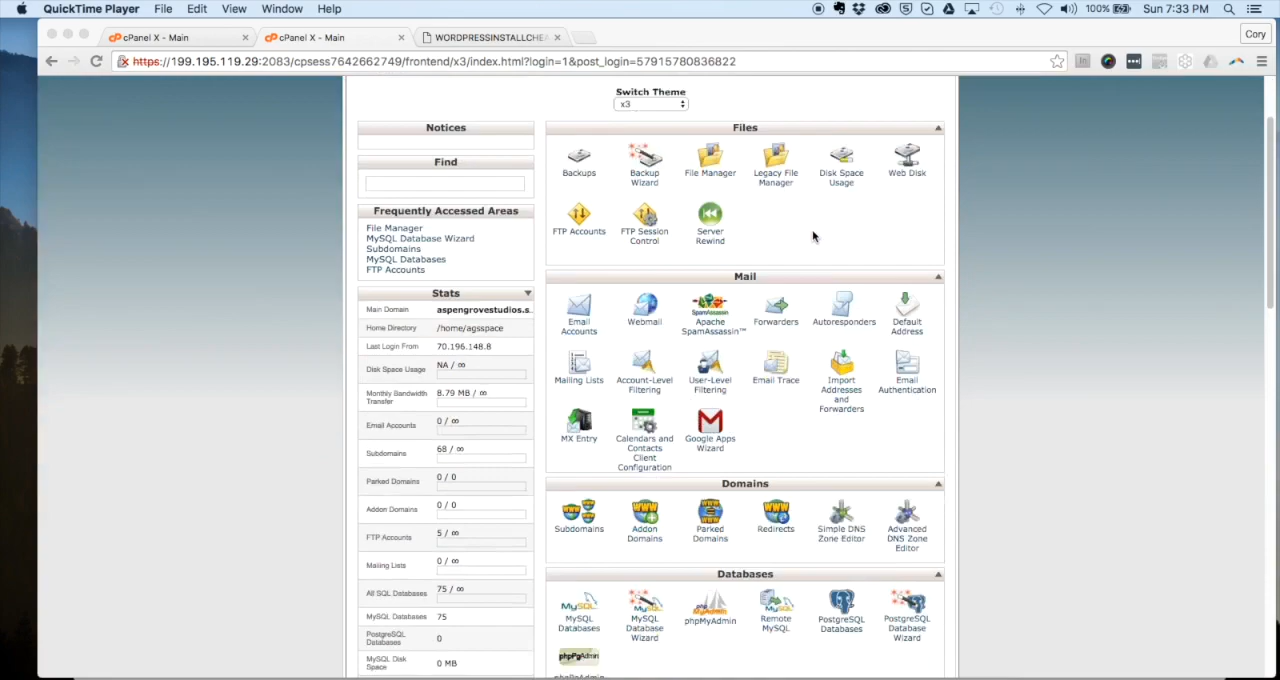 QuickTime Player File Edit View Window Help
100% Sun 7:33 PM
cPanel X - Main
cPanel X - Main
WORDPRESSINSTALLCHEA
Cory
https://199.195.119.29:2083/cpsess7642662749/frontend/x3/index.html?login=1&post_login=57915780836822
Switch Theme
x3
Notices
Find
Frequently Accessed Areas
File Manager
MySQL Database Wizard
Subdomains
MySQL Databases
FTP Accounts
Stats
Main Domain aspengrovestudios.s.
Home Directory /home/agsspace
Last Login From 70.196.148.8
Disk Space Usage NA / ∞
Monthly Bandwidth
Transfer
8.79 MB / ∞
Email Accounts 0 / ∞
Subdomains 68 / ∞
Parked Domains 0 / 0
Addon Domains 0 / 0
FTP Accounts 5 / ∞
Mailing Lists 0 / ∞
All SQL Databases 75 / ∞
MySQL Databases 75
PostgreSQL
Databases
0
MySQL Disk
Space
0 MB
Files
Backups
Backup
Wizard
File Manager
Legacy File
Manager
Disk Space
Usage
Web Disk
FTP Accounts
FTP Session
Control
Server
Rewind
Mail
Email
Accounts
Webmail
Apache
SpamAssassin™
Forwarders
Autoresponders
Default
Address
Mailing Lists
Account-Level
Filtering
User-Level
Filtering
Email Trace
Import
Addresses
and
Forwarders
Email
Authentication
MX Entry
Calendars and
Contacts
Client
Configuration
Google Apps
Wizard
Domains
Subdomains
Addon
Domains
Parked
Domains
Redirects
Simple DNS
Zone Editor
Advanced
DNS Zone
Editor
Databases
MySQL
Databases
MySQL
Database
Wizard
phpMyAdmin
Remote
MySQL
PostgreSQL
Databases
PostgreSQL
Database
Wizard
phpPgAdmin
phpPgAdmin